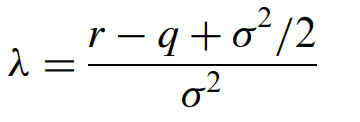 λ = (r − q + σ²/2) / σ²